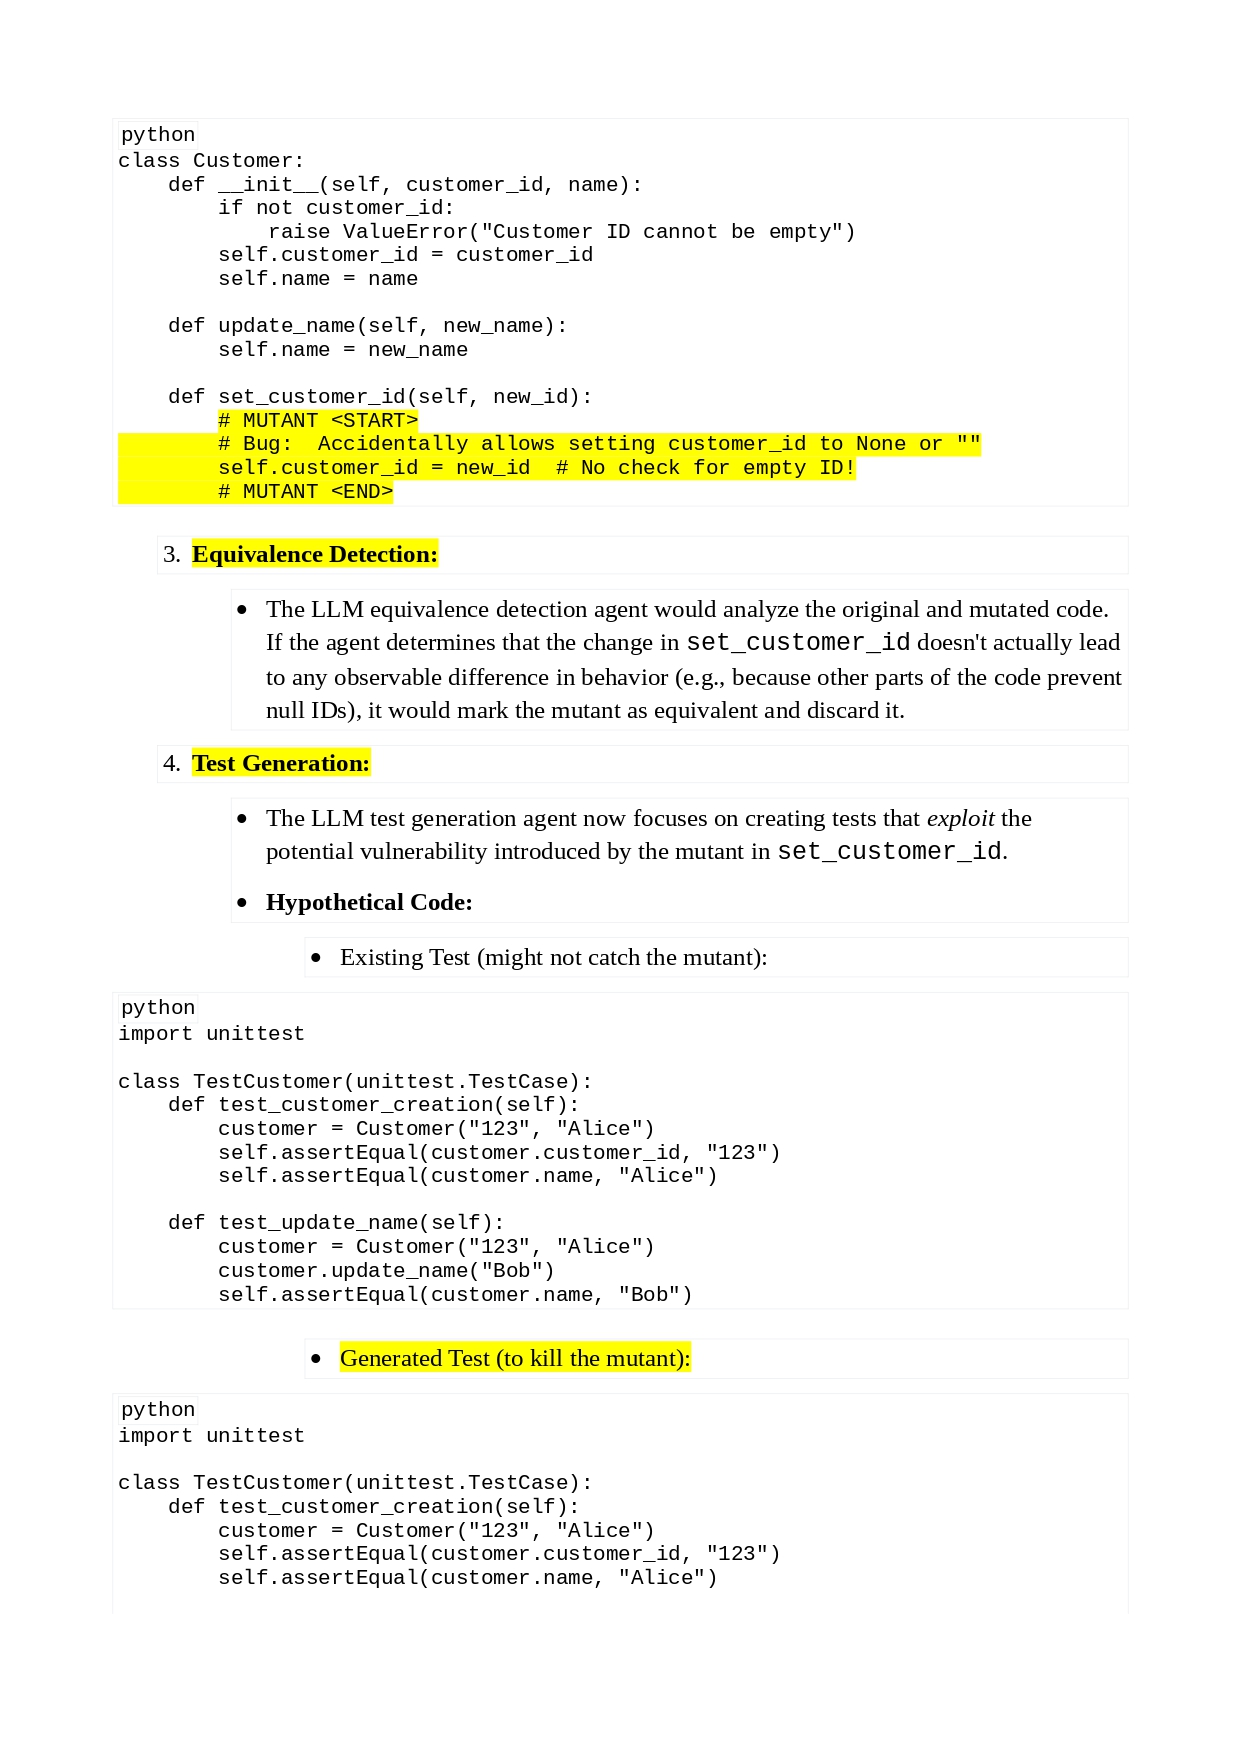 python
class Customer:
    def __init__(self, customer_id, name):
        if not customer_id:
            raise ValueError("Customer ID cannot be empty")
        self.customer_id = customer_id
        self.name = name

    def update_name(self, new_name):
        self.name = new_name

    def set_customer_id(self, new_id):
        # MUTANT <START>
        # Bug:  Accidentally allows setting customer_id to None or ""
        self.customer_id = new_id  # No check for empty ID!
        # MUTANT <END>
3. Equivalence Detection:
• The LLM equivalence detection agent would analyze the original and mutated code.
If the agent determines that the change in set_customer_id doesn't actually lead
to any observable difference in behavior (e.g., because other parts of the code prevent
null IDs), it would mark the mutant as equivalent and discard it.
4. Test Generation:
• The LLM test generation agent now focuses on creating tests that exploit the
potential vulnerability introduced by the mutant in set_customer_id.
• Hypothetical Code:
• Existing Test (might not catch the mutant):
python
import unittest

class TestCustomer(unittest.TestCase):
    def test_customer_creation(self):
        customer = Customer("123", "Alice")
        self.assertEqual(customer.customer_id, "123")
        self.assertEqual(customer.name, "Alice")

    def test_update_name(self):
        customer = Customer("123", "Alice")
        customer.update_name("Bob")
        self.assertEqual(customer.name, "Bob")
• Generated Test (to kill the mutant):
python
import unittest

class TestCustomer(unittest.TestCase):
    def test_customer_creation(self):
        customer = Customer("123", "Alice")
        self.assertEqual(customer.customer_id, "123")
        self.assertEqual(customer.name, "Alice")